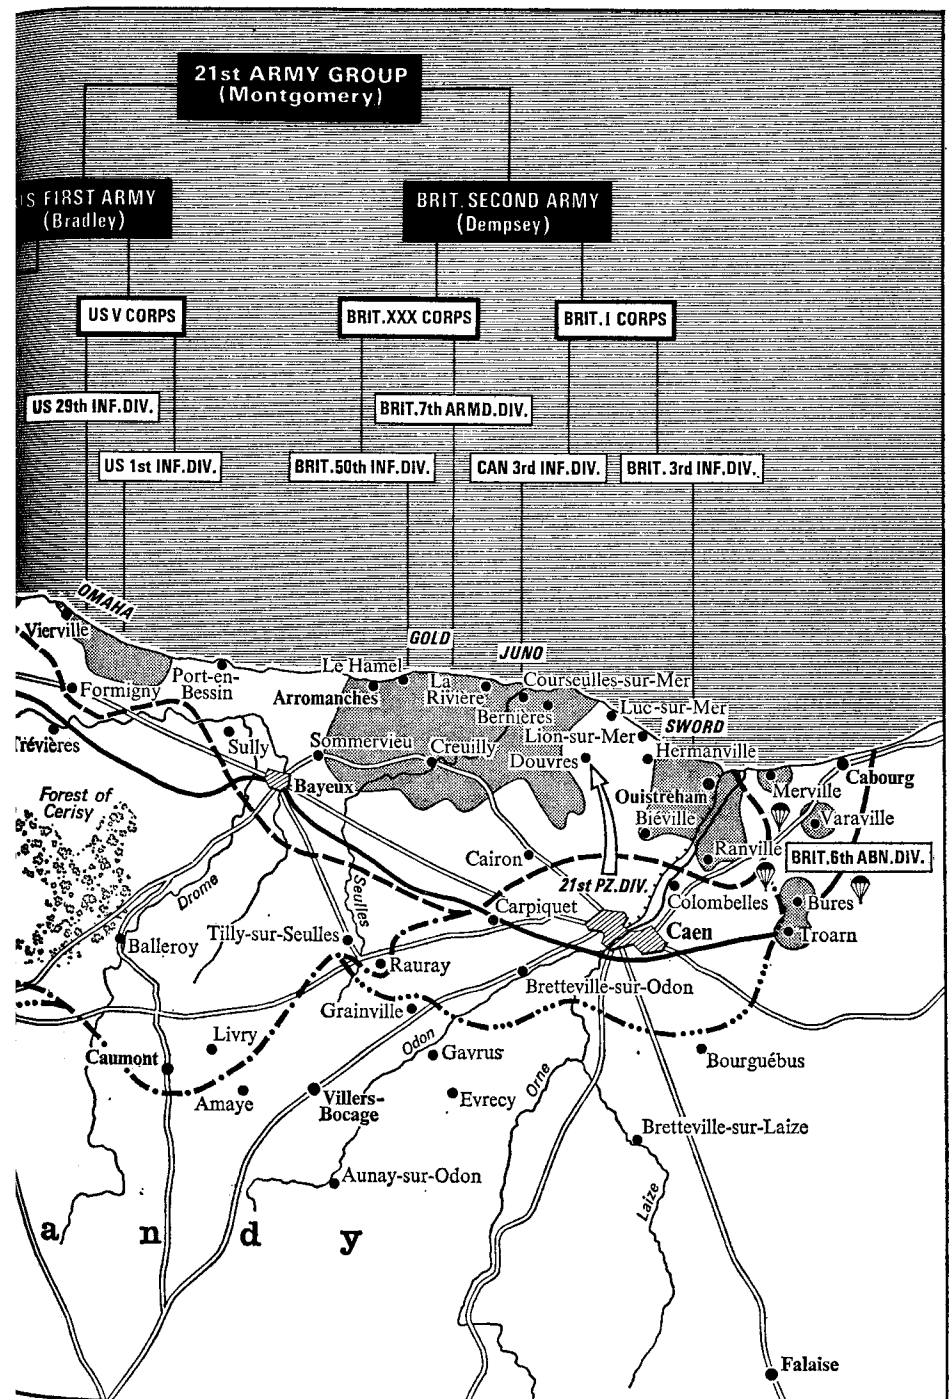 21st ARMY GROUP
(Montgomery)
US FIRST ARMY
(Bradley)
BRIT. SECOND ARMY
(Dempsey)
US V CORPS
BRIT. XXX CORPS
BRIT. I CORPS
US 29th INF. DIV.
BRIT. 7th ARMD. DIV.
US 1st INF. DIV.
BRIT. 50th INF. DIV.
CAN 3rd INF. DIV.
BRIT. 3rd INF. DIV.
OMAHA
Vierville
GOLD
JUNO
Le Hamel
Port-en-
Bessin
Formigny
Arromanches
La
Rivière
Courseulles-sur-Mer
Bernières
Luc-sur-Mer
SWORD
Trévières
Sully
Sommervieu
Creuilly
Lion-sur-Mer
Hermanville
Douvres
Bayeux
Cabourg
Merville
Ouistreham
Forest of
Cerisy
Biéville
Varaville
Ranville
BRIT. 6th ABN. DIV.
Cairon
21st PZ. DIV.
Drome
Seulles
Colombelles
Bures
Carpiquet
Caen
Troarn
Balleroy
Tilly-sur-Seulles
Rauray
Bretteville-sur-Odon
Grainville
Livry
Odon
Gavrus
Bourguébus
Caumont
Orne
Amaye
Villers-
Bocage
Evrecy
Bretteville-sur-Laize
Aunay-sur-Odon
Laize
a n d y
Falaise